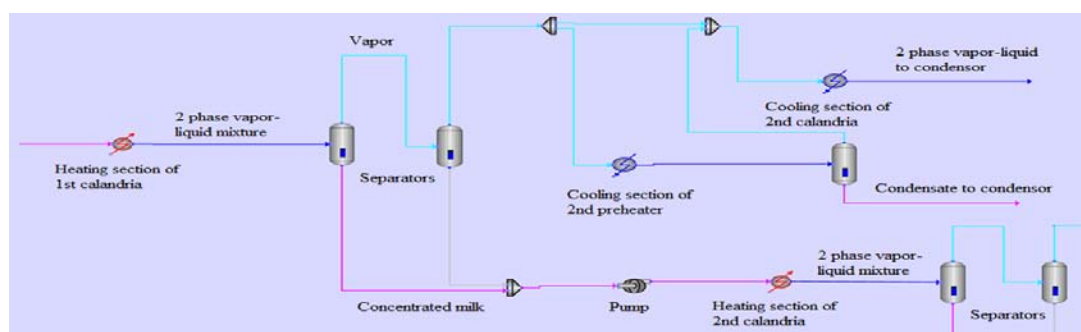 Vapor
2 phase vapor-liquid
to condensor
2 phase vapor-
liquid mixture
Cooling section of
2nd calandria
Heating section of
1st calandria
Separators
Cooling section of
2nd preheater
Condensate to condensor
2 phase vapor-
liquid mixture
Concentrated milk
Pump
Heating section of
2nd calandria
Separators